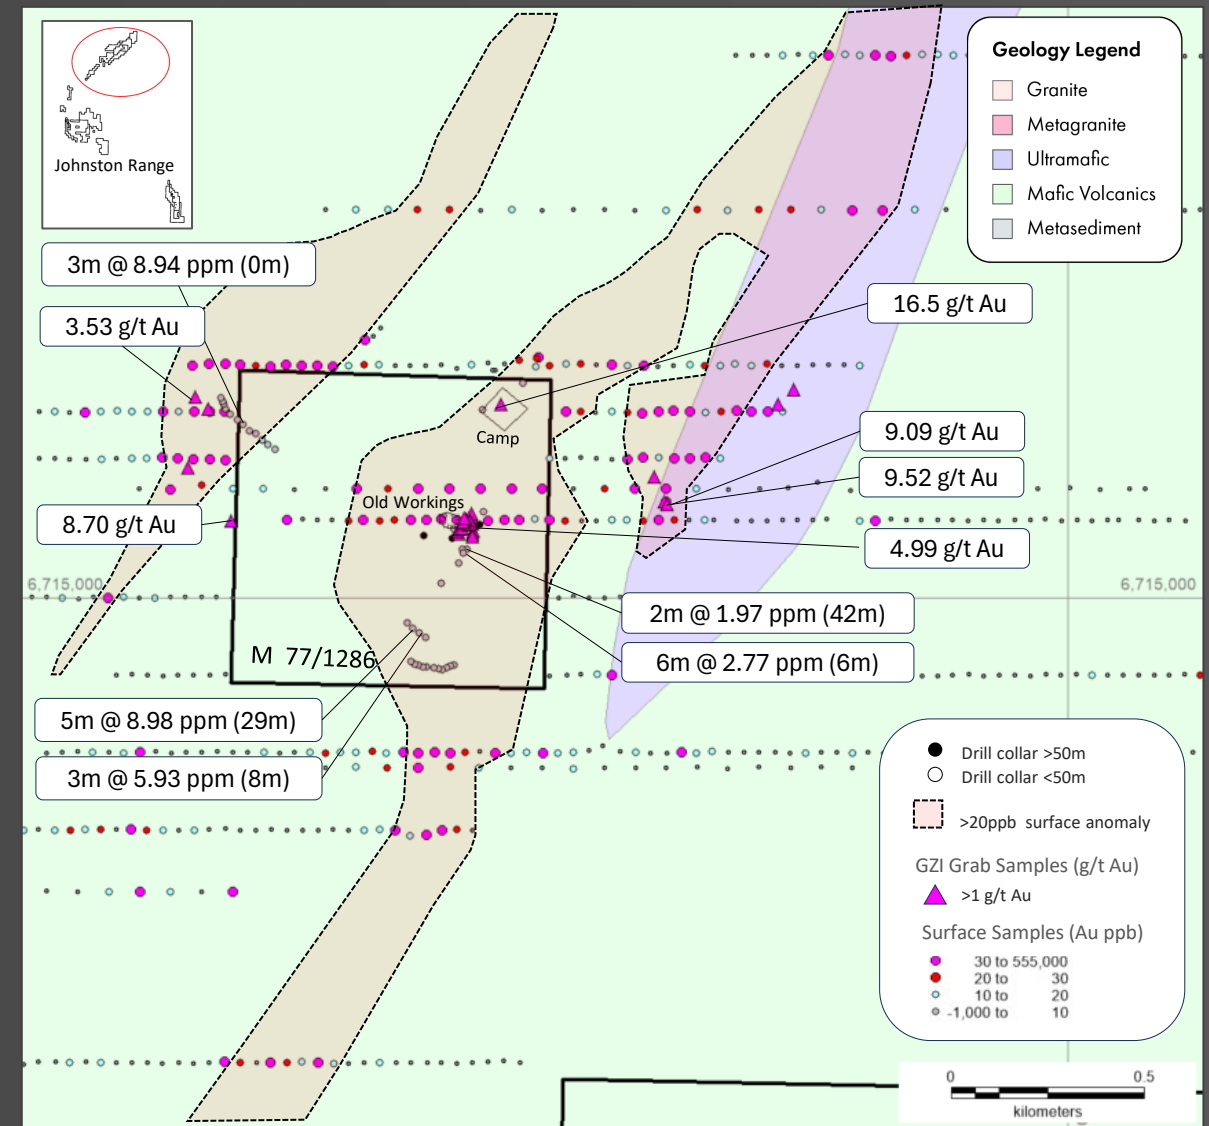 Johnston Range
Geology Legend
Granite
Metagranite
Ultramafic
Mafic Volcanics
Metasediment
3m @ 8.94 ppm (0m)
3.53 g/t Au
16.5 g/t Au
Camp
9.09 g/t Au
9.52 g/t Au
Old Workings
8.70 g/t Au
4.99 g/t Au
6,715,000
6,715,000
2m @ 1.97 ppm (42m)
M 77/1286
6m @ 2.77 ppm (6m)
5m @ 8.98 ppm (29m)
3m @ 5.93 ppm (8m)
Drill collar >50m
Drill collar <50m
>20ppb surface anomaly
GZI Grab Samples (g/t Au)
>1 g/t Au
Surface Samples (Au ppb)
30 to 555,000
20 to 30
10 to 20
-1,000 to 10
0 0.5
kilometers